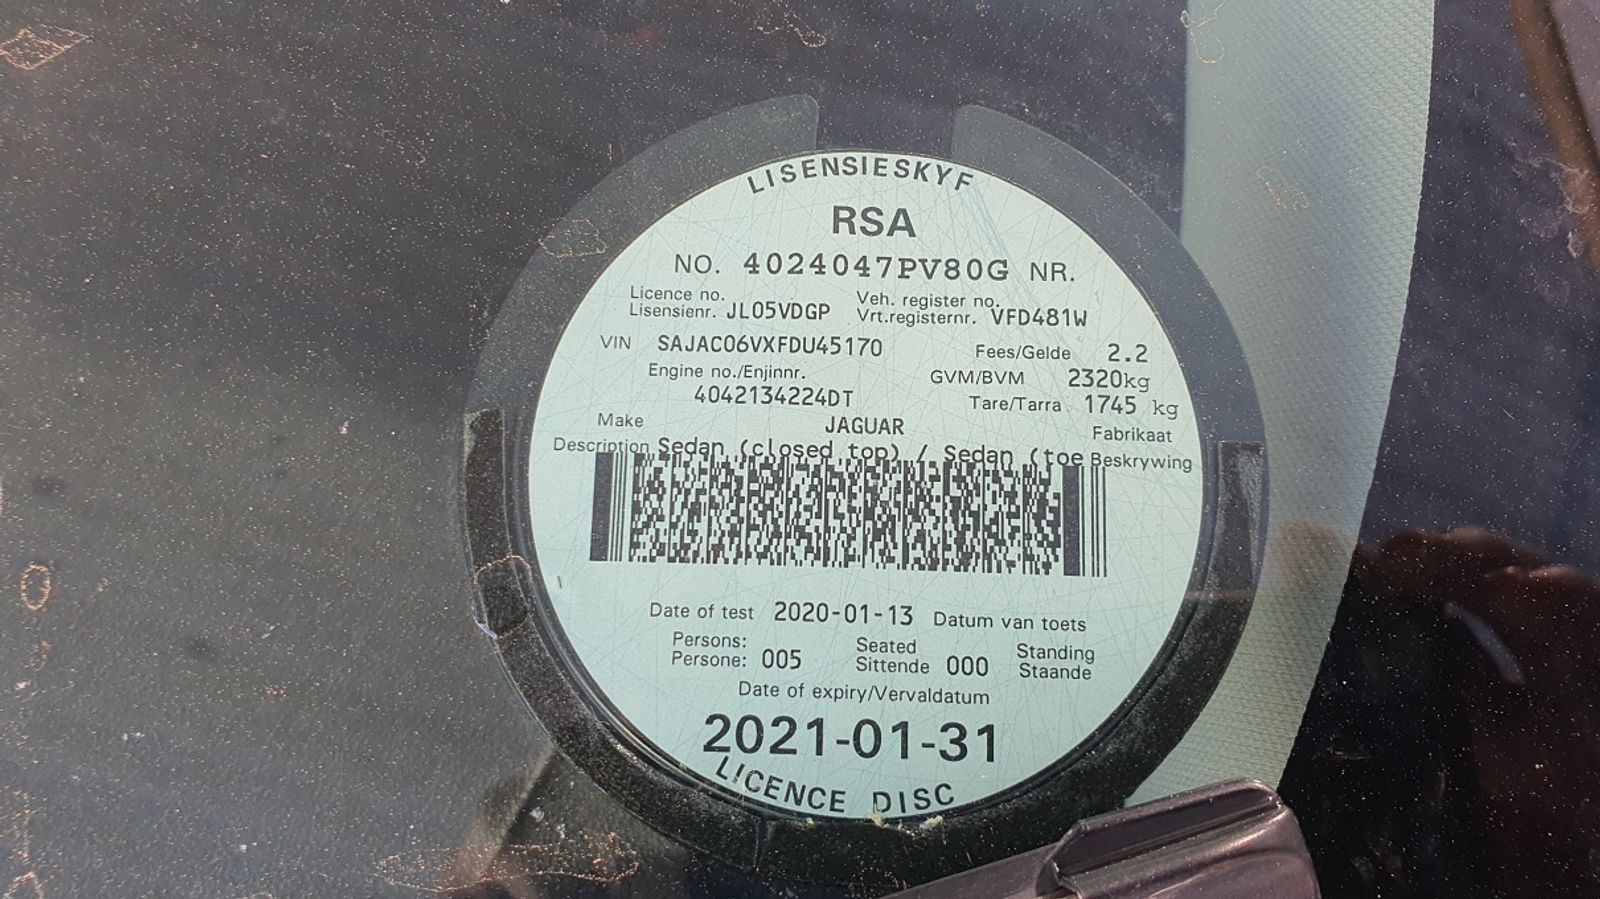 LISENSIESKYF
RSA
NO. 4024047PV80G NR.
Licence no. Veh. register no.
Lisensienr. JL05VDGP Vrt.registernr. VFD481W
VIN SAJAC06VXFDU45170 Fees/Gelde 2.2
Engine no./Enjinnr. GVM/BVM 2320kg
4042134224DT Tare/Tarra 1745 kg
Make JAGUAR Fabrikaat
Description Sedan (closed top) / Sedan (toe Beskrywing
Date of test 2020-01-13 Datum van toets
Persons: Seated Standing
Persone: 005 Sittende 000 Staande
Date of expiry/Vervaldatum
2021-01-31
LICENCE DISC